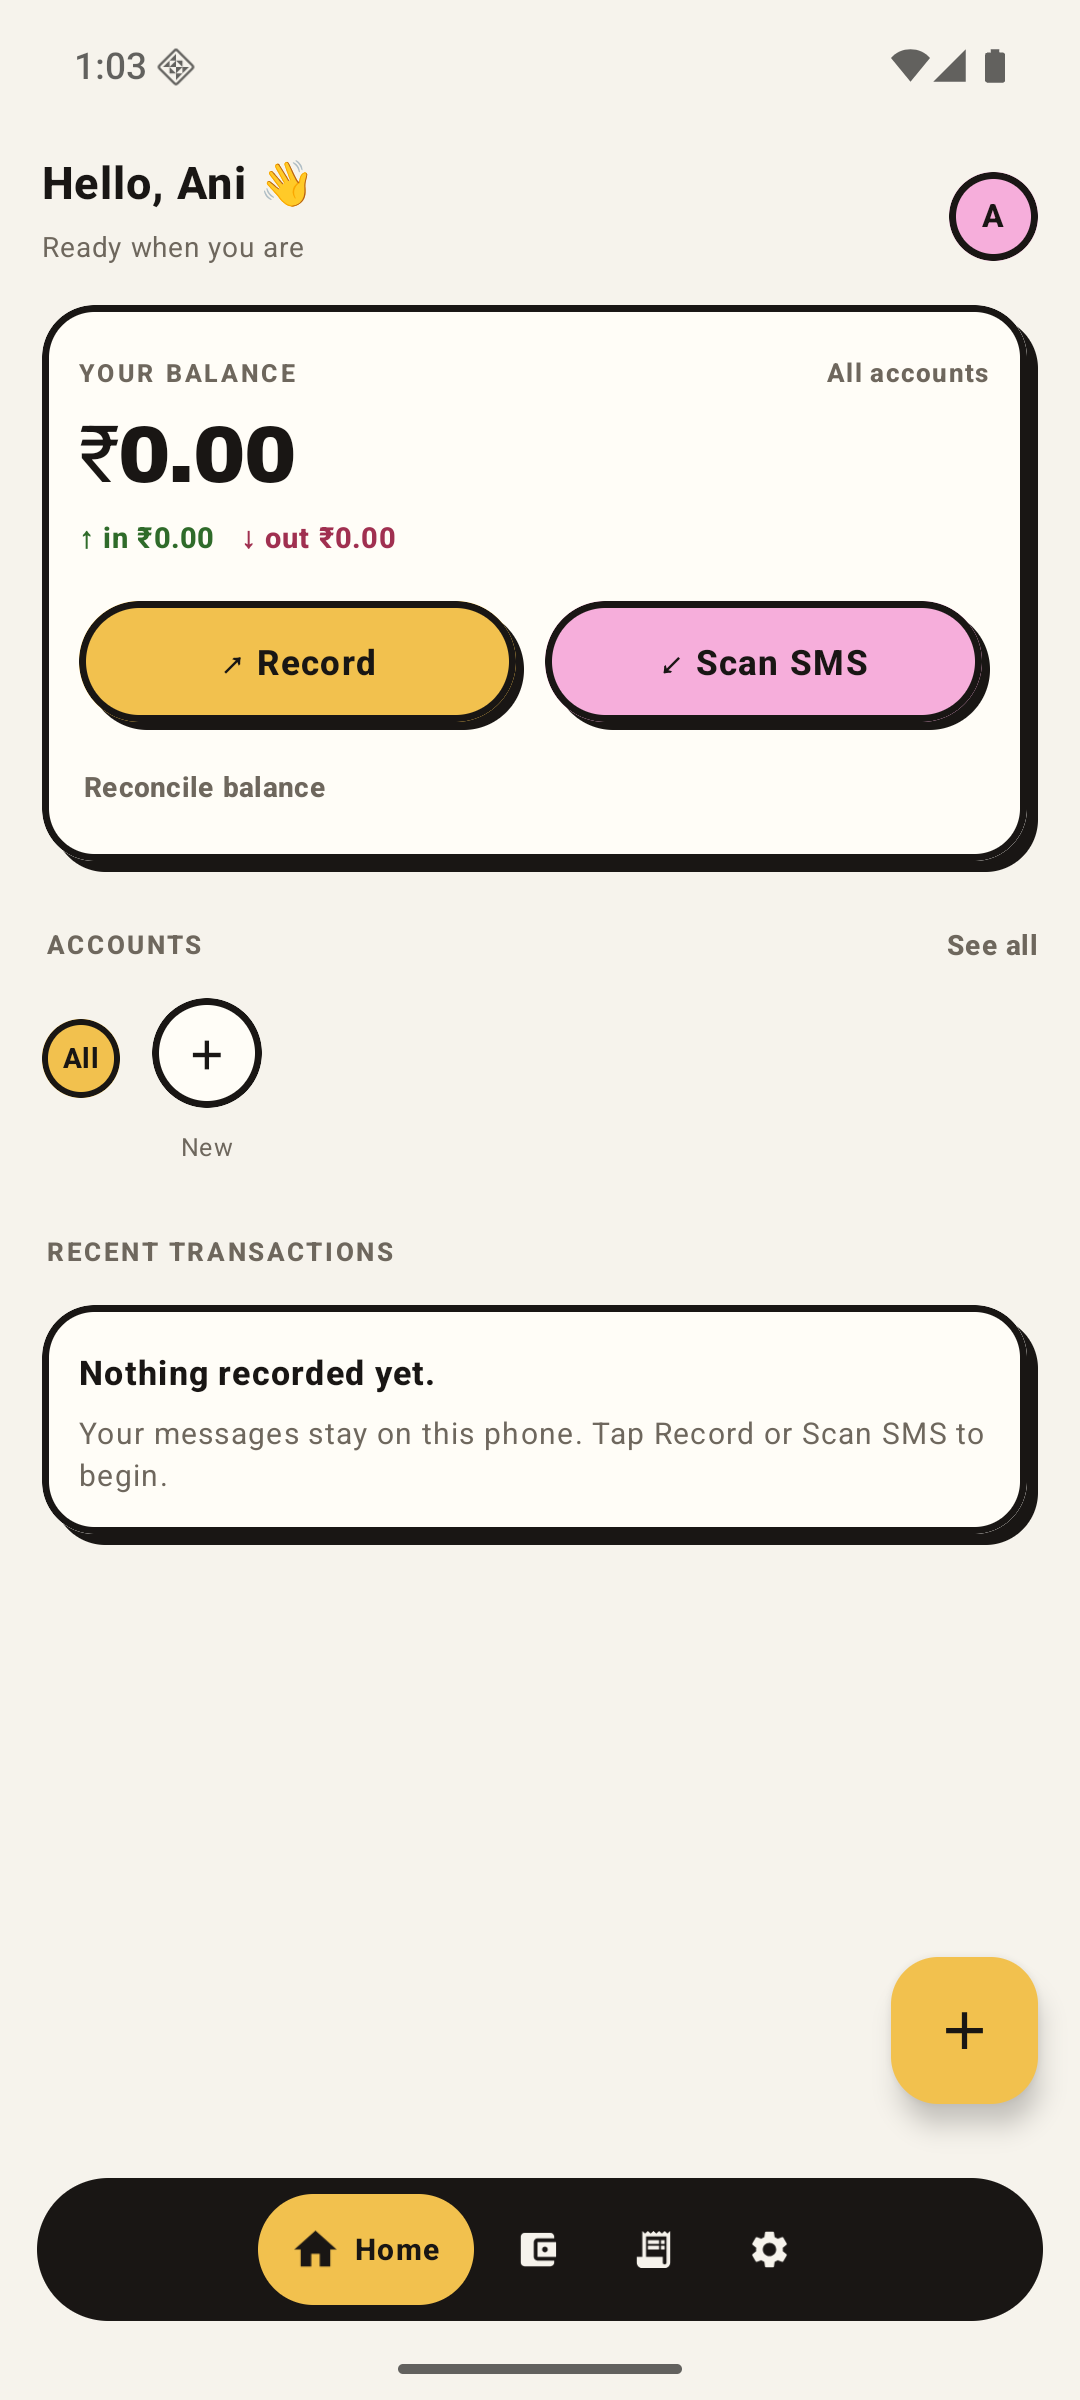 1:03
Hello, Ani 👋
Ready when you are
A
YOUR BALANCE
All accounts
₹0.00
↑ in ₹0.00 ↓ out ₹0.00
↗ Record
↙ Scan SMS
Reconcile balance
ACCOUNTS
See all
All
+
New
RECENT TRANSACTIONS
Nothing recorded yet.
Your messages stay on this phone. Tap Record or Scan SMS to
begin.
+
Home